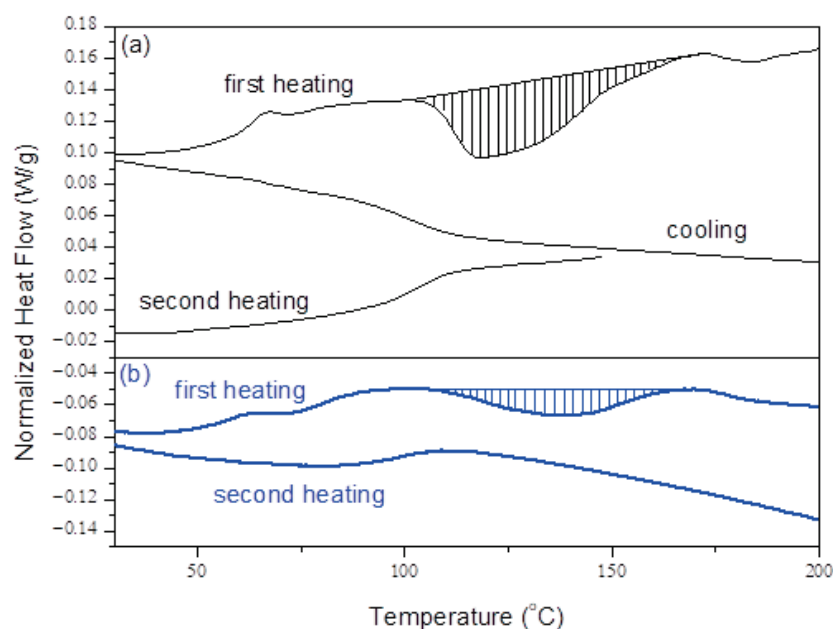 0.18
(a)
0.16
first heating
0.14
0.12
0.10
0.08
0.06
cooling
0.04
0.02
second heating
0.00
−0.02
−0.04
(b)
first heating
−0.06
−0.08
−0.10
second heating
−0.12
−0.14
Normalized Heat Flow (W/g)
50
100
150
200
Temperature (°C)